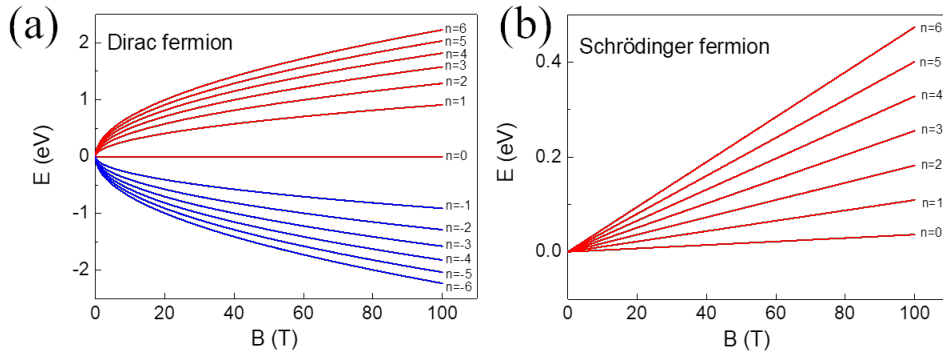 (a)
Dirac fermion
E (eV)
2
1
0
-1
-2
n=6
n=5
n=4
n=3
n=2
n=1
n=0
n=-1
n=-2
n=-3
n=-4
n=-5
n=-6
0 20 40 60 80 100
B (T)
(b)
Schrödinger fermion
E (eV)
0.4
0.2
0.0
n=6
n=5
n=4
n=3
n=2
n=1
n=0
0 20 40 60 80 100
B (T)